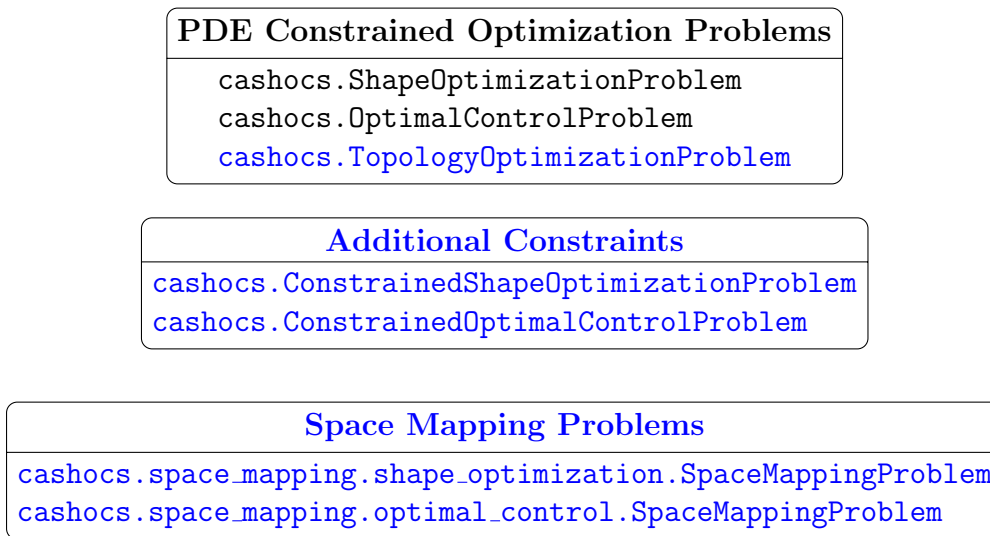 PDE Constrained Optimization Problems
cashocs.ShapeOptimizationProblem
cashocs.OptimalControlProblem
cashocs.TopologyOptimizationProblem
Additional Constraints
cashocs.ConstrainedShapeOptimizationProblem
cashocs.ConstrainedOptimalControlProblem
Space Mapping Problems
cashocs.space_mapping.shape_optimization.SpaceMappingProblem
cashocs.space_mapping.optimal_control.SpaceMappingProblem